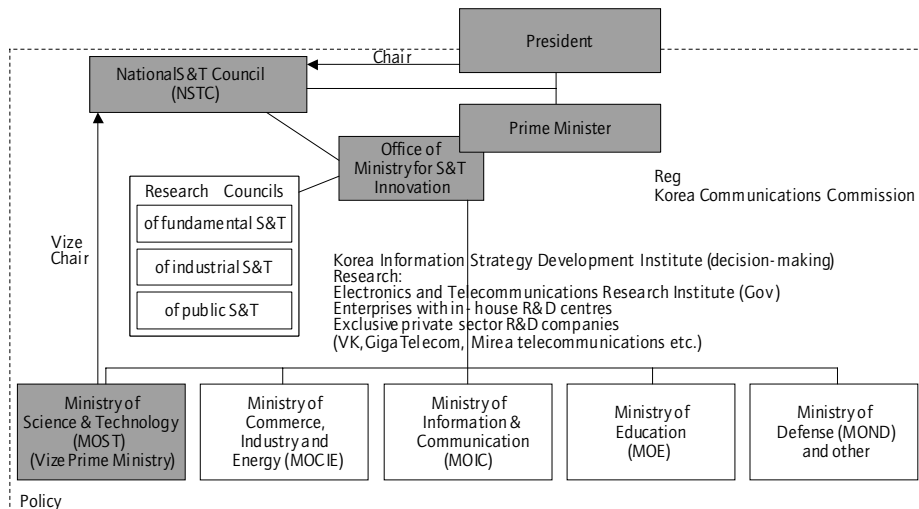 President
Chair
NationalS&T Council
(NSTC)
Prime Minister
Office of
Ministry for S&T
Innovation
Reg
Korea Communications Commission
Research Councils
of fundamental S&T
of industrial S&T
of public S&T
Vize
Chair
Korea Information Strategy Development Institute (decision-making)
Research:
Electronics and Telecommunications Research Institute (Gov)
Enterprises with in-house R&D centres
Exclusive private sector R&D companies
(VK, Giga Telecom, Mirea telecommunications etc.)
Ministry of
Science & Technology
(MOST)
(Vize Prime Ministry)
Ministry of
Commerce,
Industry and
Energy (MOCIE)
Ministry of
Information &
Communication
(MOIC)
Ministry of
Education
(MOE)
Ministry of
Defense (MOND)
and other
Policy